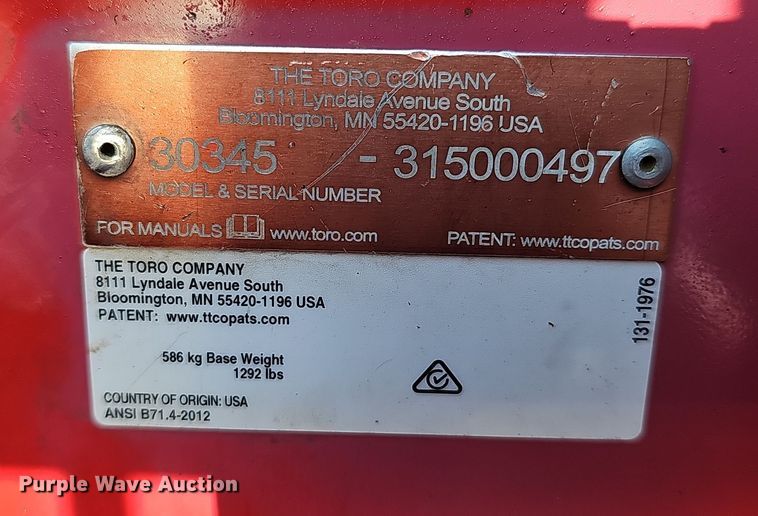 THE TORO COMPANY
8111 Lyndale Avenue South
Bloomington, MN 55420-1196 USA
30345 - 315000497
MODEL & SERIAL NUMBER
FOR MANUALS www.toro.com PATENT: www.ttcopats.com
THE TORO COMPANY
8111 Lyndale Avenue South
Bloomington, MN 55420-1196 USA
PATENT: www.ttcopats.com
131-1976
586 kg Base Weight
1292 lbs
COUNTRY OF ORIGIN: USA
ANSI B71.4-2012
Purple Wave Auction